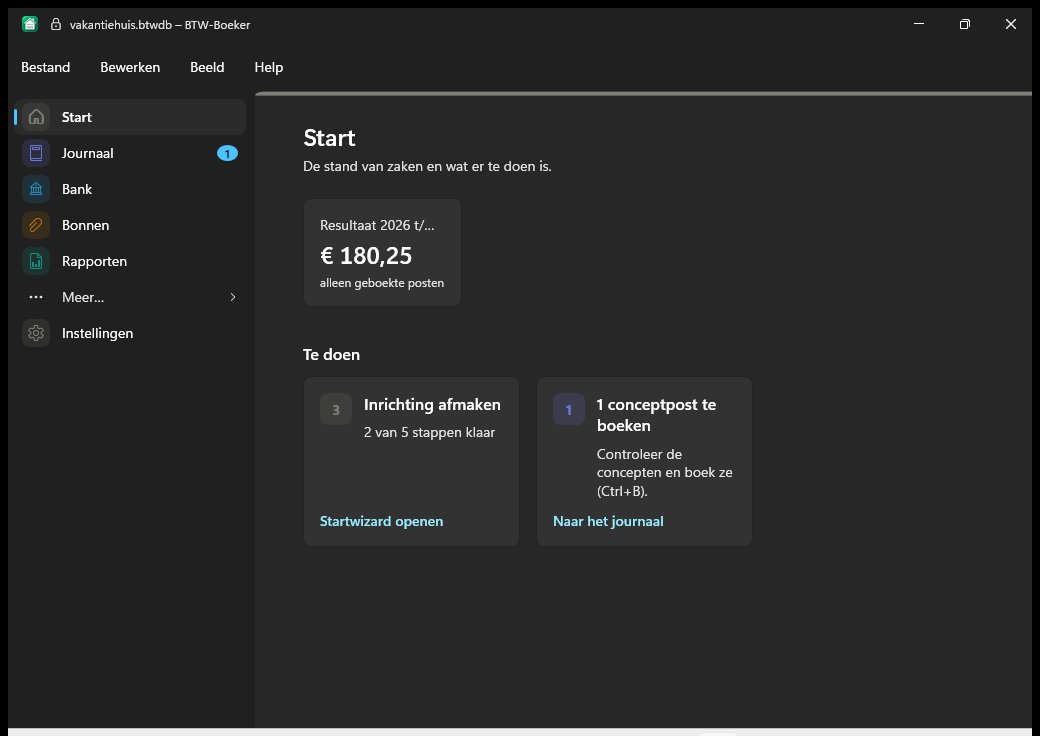 vakantiehuis.btwdb – BTW-Boeker
Bestand Bewerken Beeld Help
Start
Journaal 1
Bank
Bonnen
Rapporten
Meer...
Instellingen
Start
De stand van zaken en wat er te doen is.
Resultaat 2026 t/...
€ 180,25
alleen geboekte posten
Te doen
3
Inrichting afmaken
2 van 5 stappen klaar
Startwizard openen
1
1 conceptpost te
boeken
Controleer de
concepten en boek ze
(Ctrl+B).
Naar het journaal